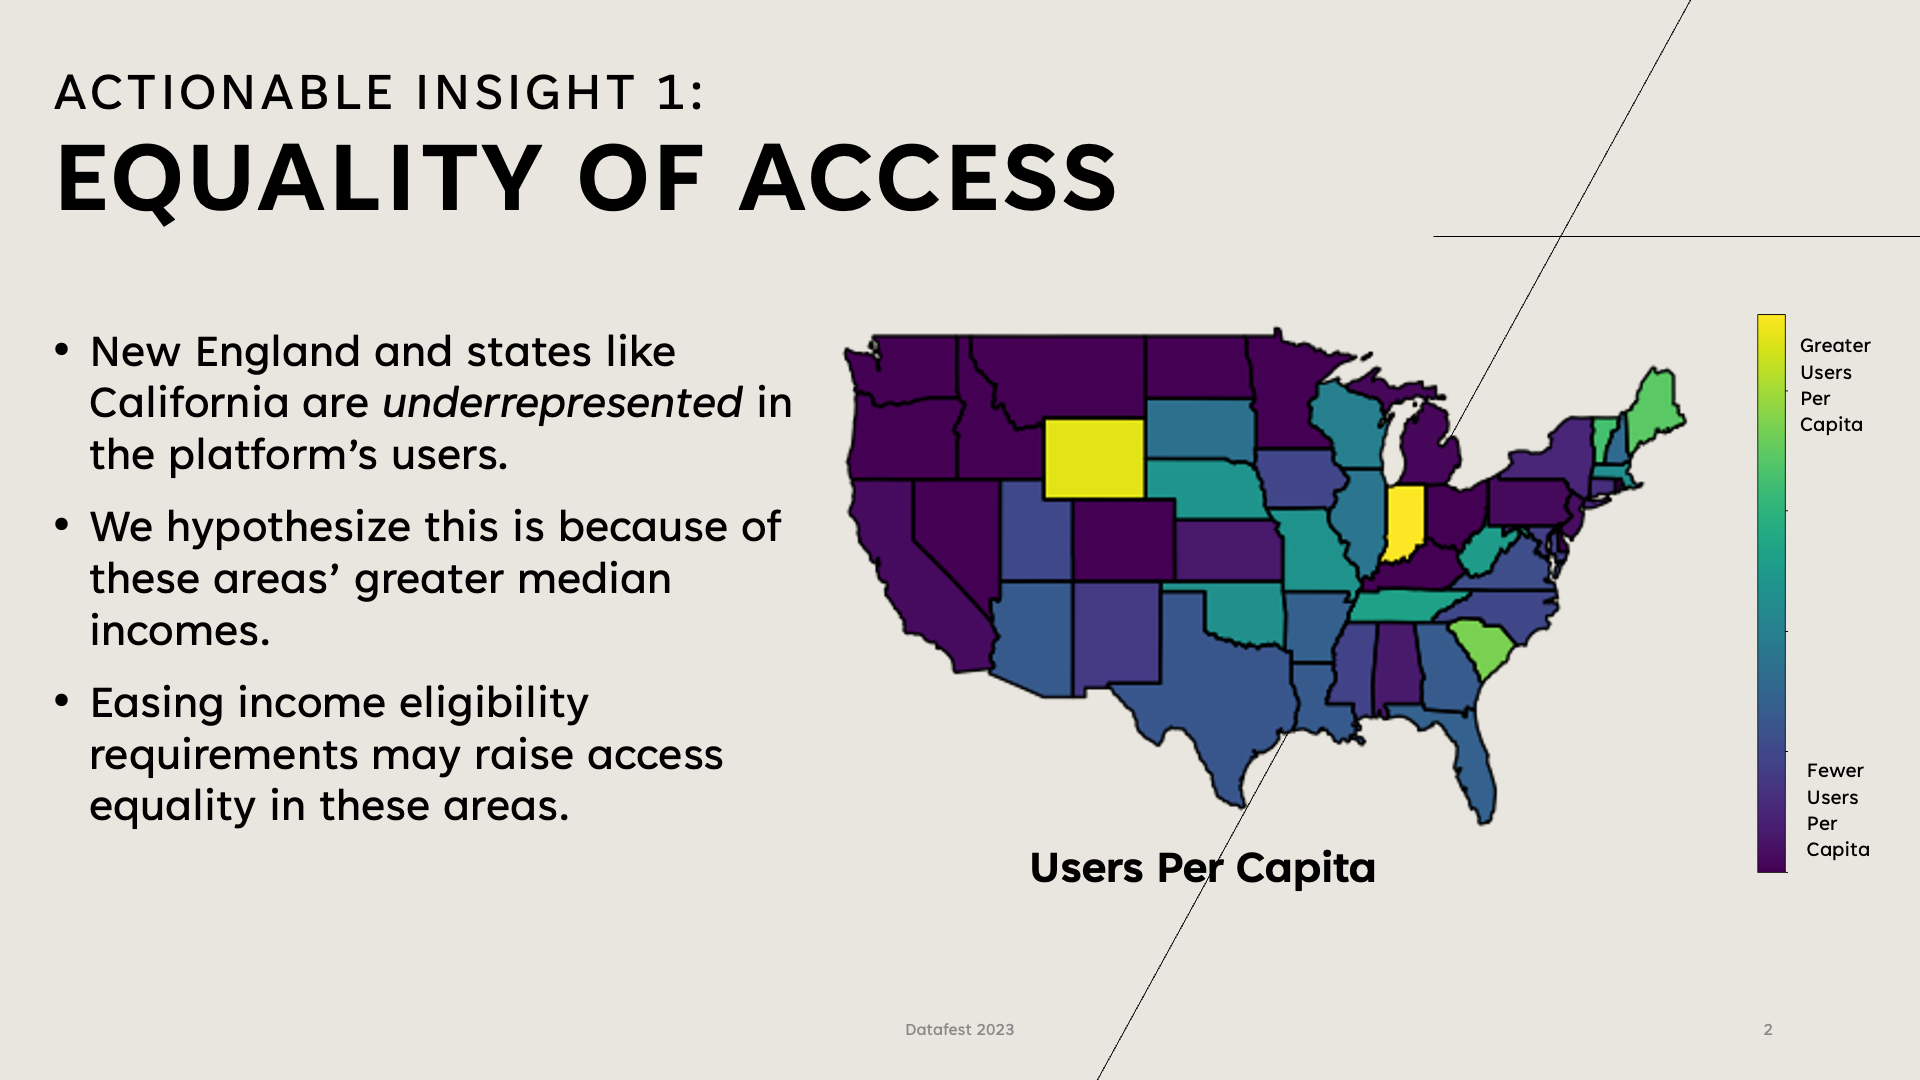 ACTIONABLE INSIGHT 1:
EQUALITY OF ACCESS
• New England and states like
California are underrepresented in
the platform’s users.
• We hypothesize this is because of
these areas’ greater median
incomes.
• Easing income eligibility
requirements may raise access
equality in these areas.
Greater
Users
Per
Capita
Fewer
Users
Per
Capita
Users Per Capita
Datafest 2023
2